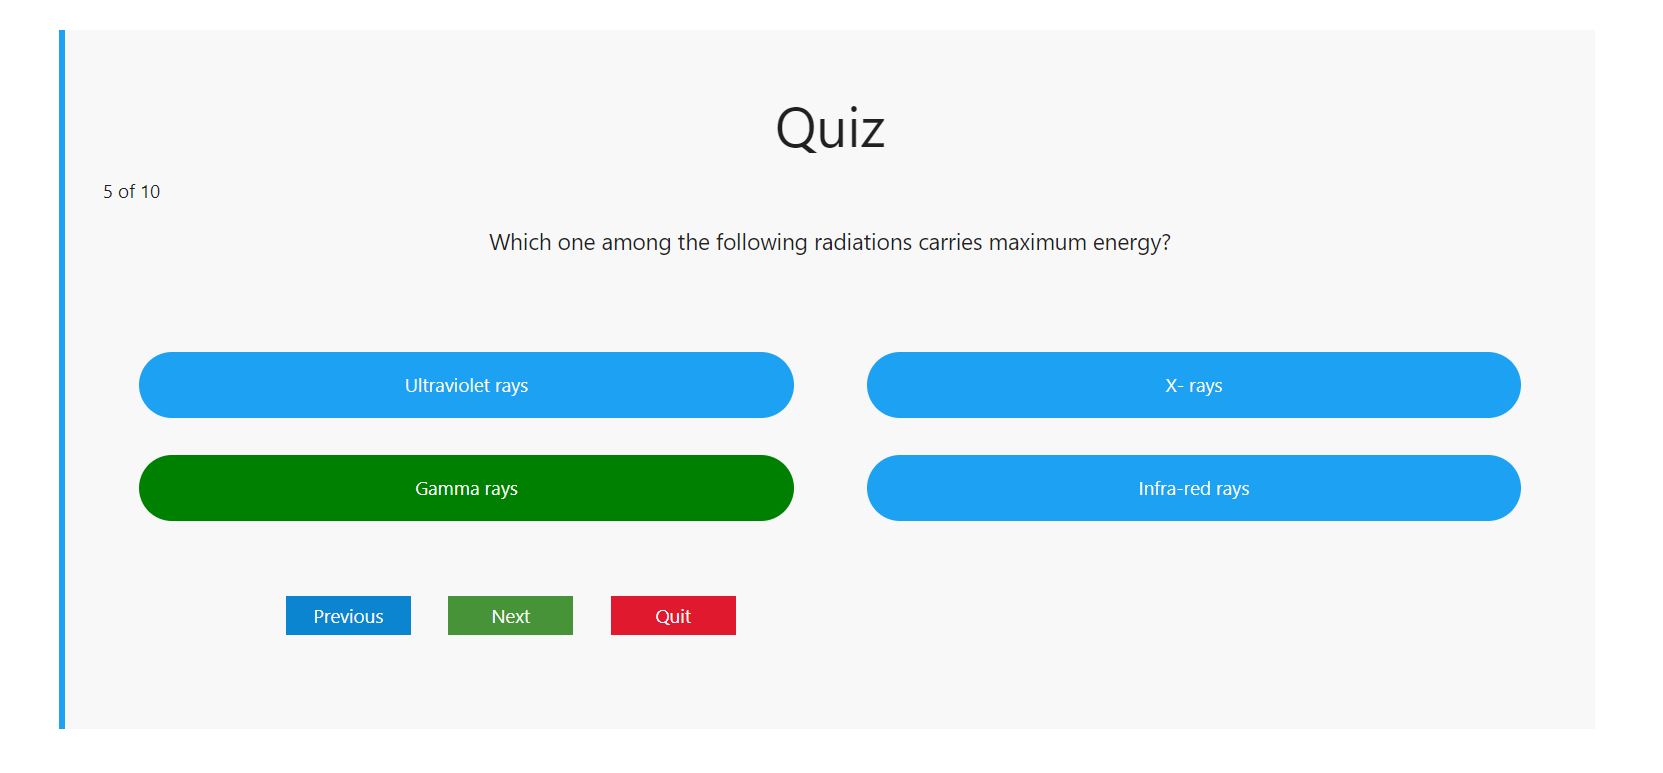 Quiz
5 of 10
Which one among the following radiations carries maximum energy?
Ultraviolet rays
X- rays
Gamma rays
Infra-red rays
Previous
Next
Quit